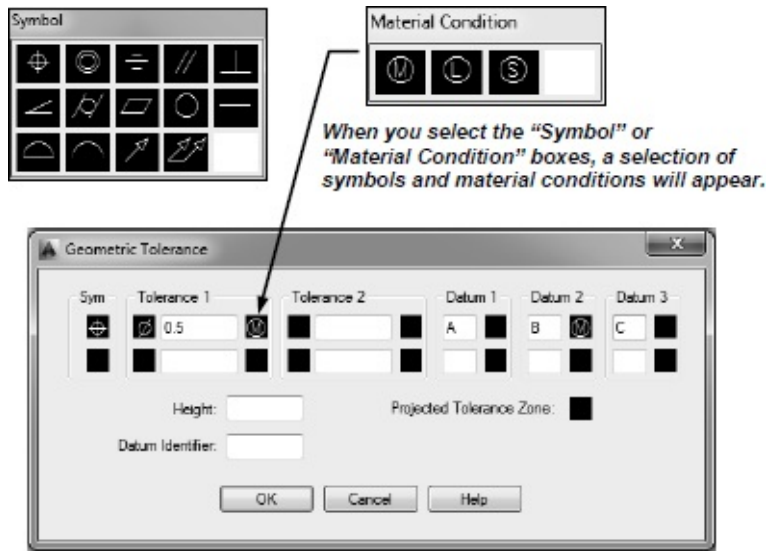 Symbol
Material Condition
M L S
When you select the “Symbol” or
“Material Condition” boxes, a selection of
symbols and material conditions will appear.
Geometric Tolerance
Sym Tolerance 1 Tolerance 2 Datum 1 Datum 2 Datum 3
Ø 0.5 M A B M C
Height:
Projected Tolerance Zone:
Datum Identifier:
OK Cancel Help